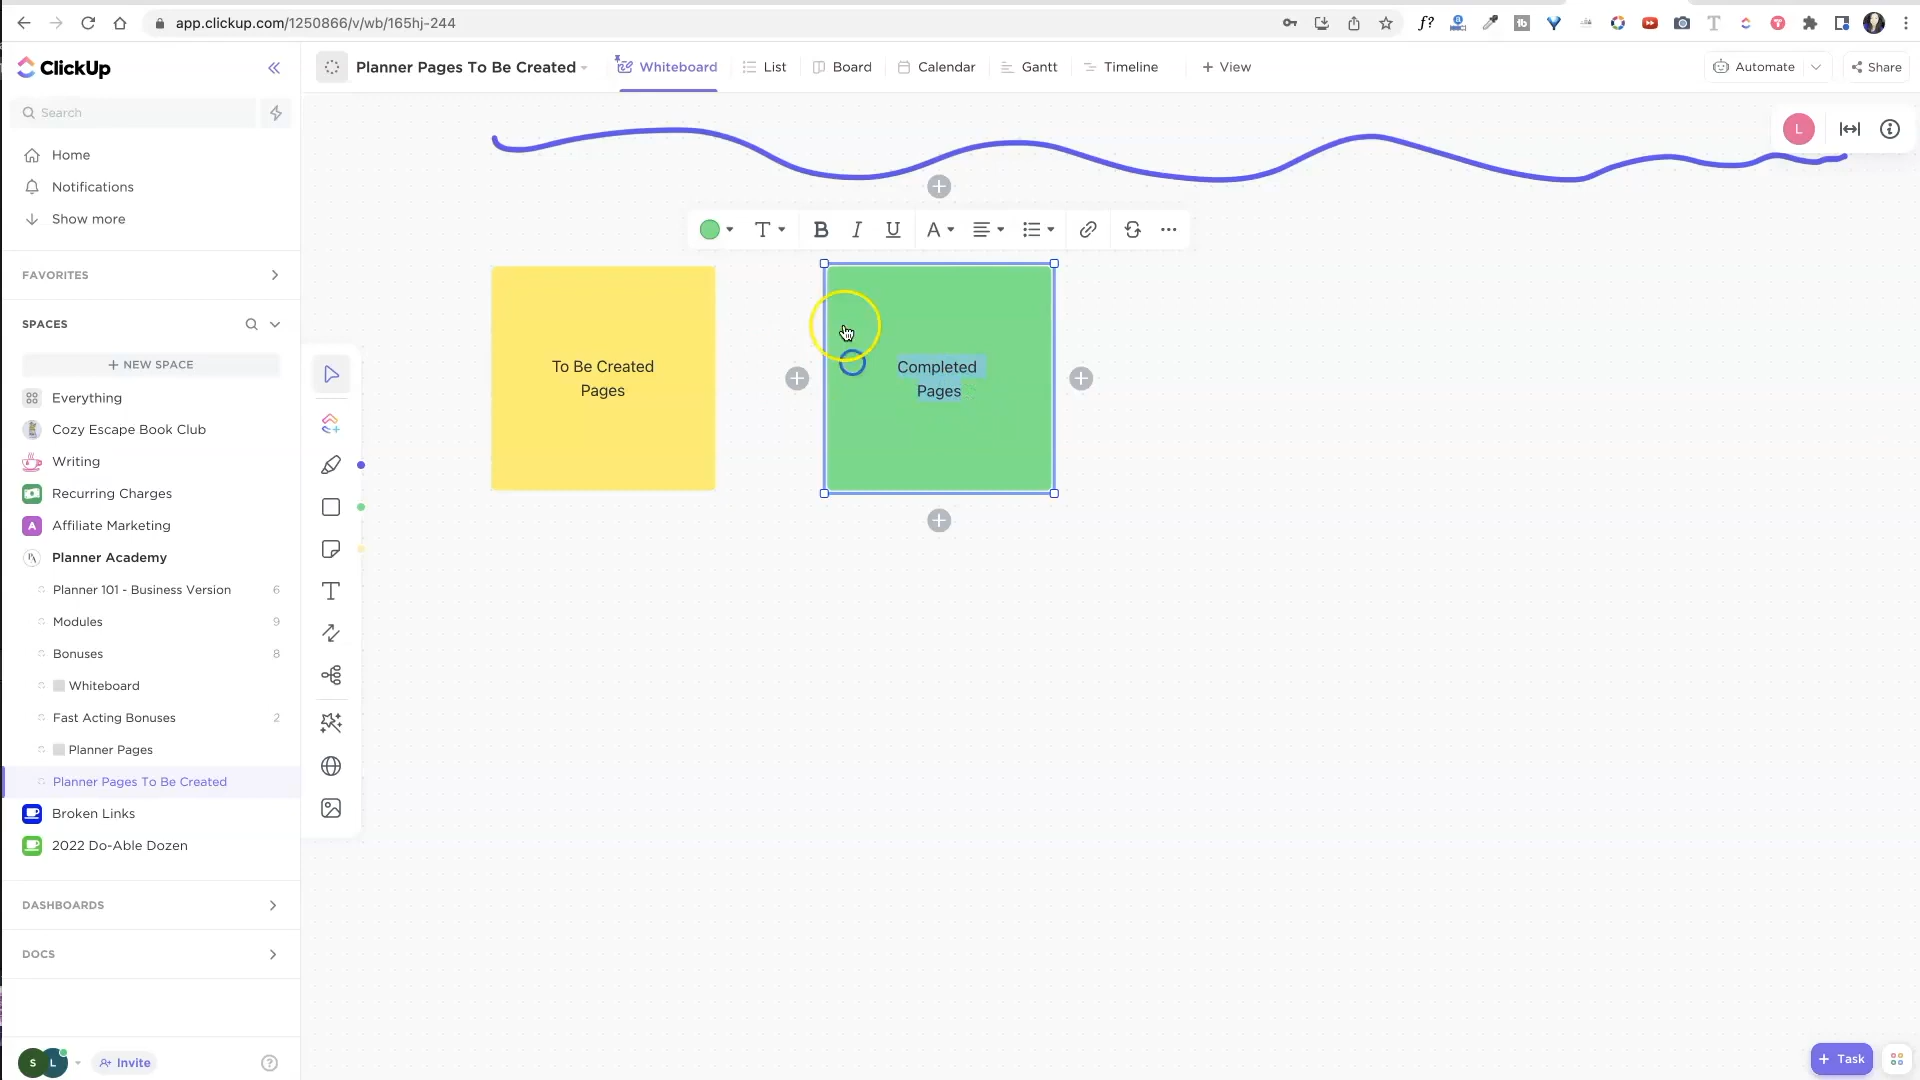 app.clickup.com/1250866/v/wb/165hj-244
ClickUp
Planner Pages To Be Created
Whiteboard
List
Board
Calendar
Gantt
Timeline
+ View
Automate
Share
Search
L
Home
Notifications
Show more
FAVORITES
SPACES
+ NEW SPACE
Everything
Cozy Escape Book Club
Writing
Recurring Charges
A Affiliate Marketing
Planner Academy
Planner 101 - Business Version 6
Modules 9
Bonuses 8
Whiteboard
Fast Acting Bonuses 2
Planner Pages
Planner Pages To Be Created
Broken Links
2022 Do-Able Dozen
DASHBOARDS
DOCS
S L
Invite
To Be Created
Pages
Completed
Pages
+ Task